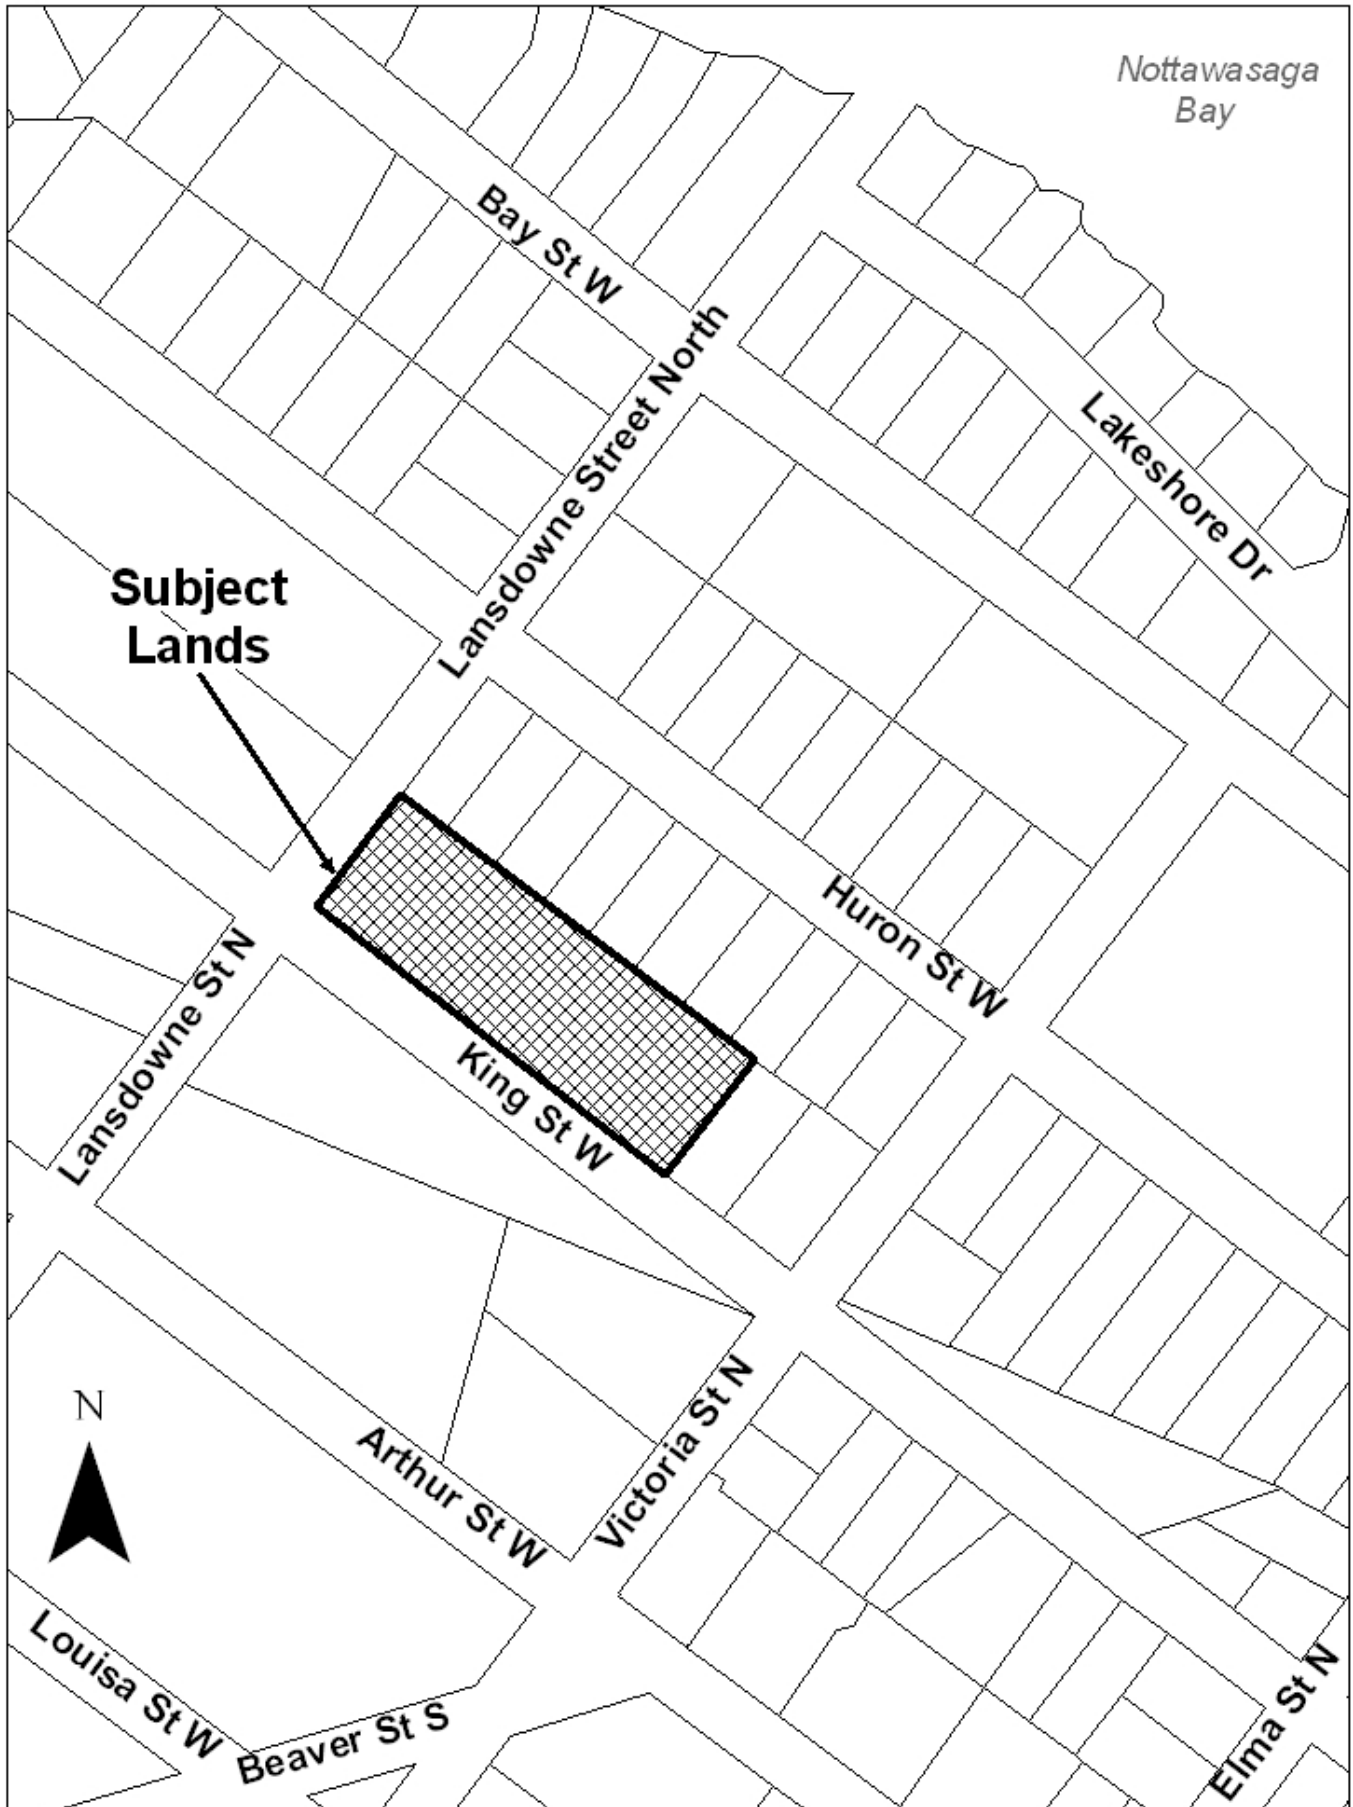 Nottawasaga
Bay
Bay St W
Lansdowne Street North
Lakeshore Dr
Subject
Lands
Huron St W
Lansdowne St N
King St W
Victoria St N
N
Arthur St W
Louisa St W
Beaver St S
Elma St N